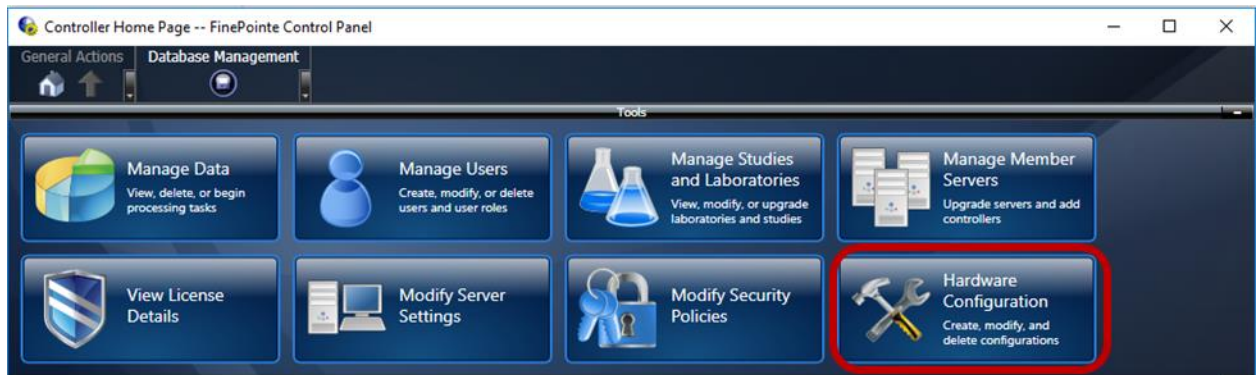 Controller Home Page -- FinePointe Control Panel
General Actions
Database Management
Tools
Manage Data
View, delete, or begin
processing tasks
Manage Users
Create, modify, or delete
users and user roles
Manage Studies
and Laboratories
View, modify, or upgrade
laboratories and studies
Manage Member
Servers
Upgrade servers and add
controllers
View License
Details
Modify Server
Settings
Modify Security
Policies
Hardware
Configuration
Create, modify, and
delete configurations